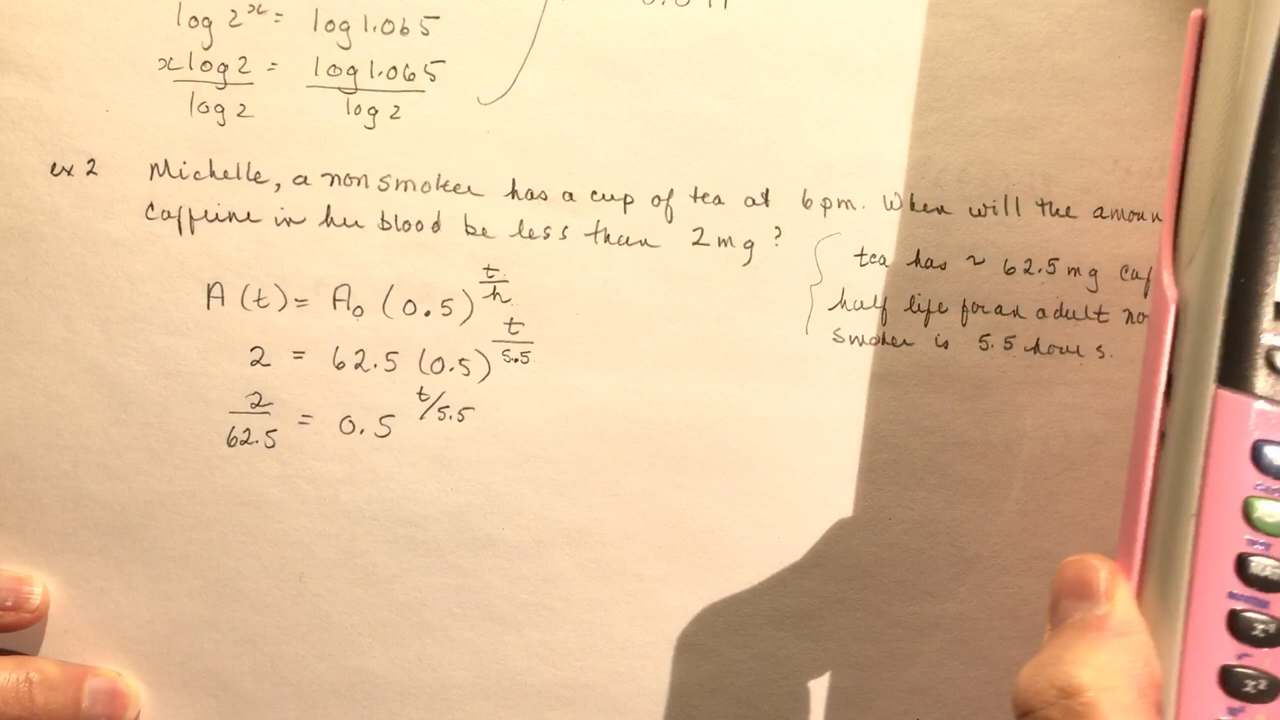 log 2^x = log 1.065
x log 2 / log 2 = log 1.065 / log 2
ex 2 Michelle, a non smoker has a cup of tea at 6 pm. When will the amoun
caffeine in her blood be less than 2 mg?
tea has ~ 62.5 mg caf
half life for an adult no
smoker is 5.5 hours.
A (t) = A₀ (0.5)^(t/h)
2 = 62.5 (0.5)^(t/5.5)
2/62.5 = 0.5^(t/5.5)
x²